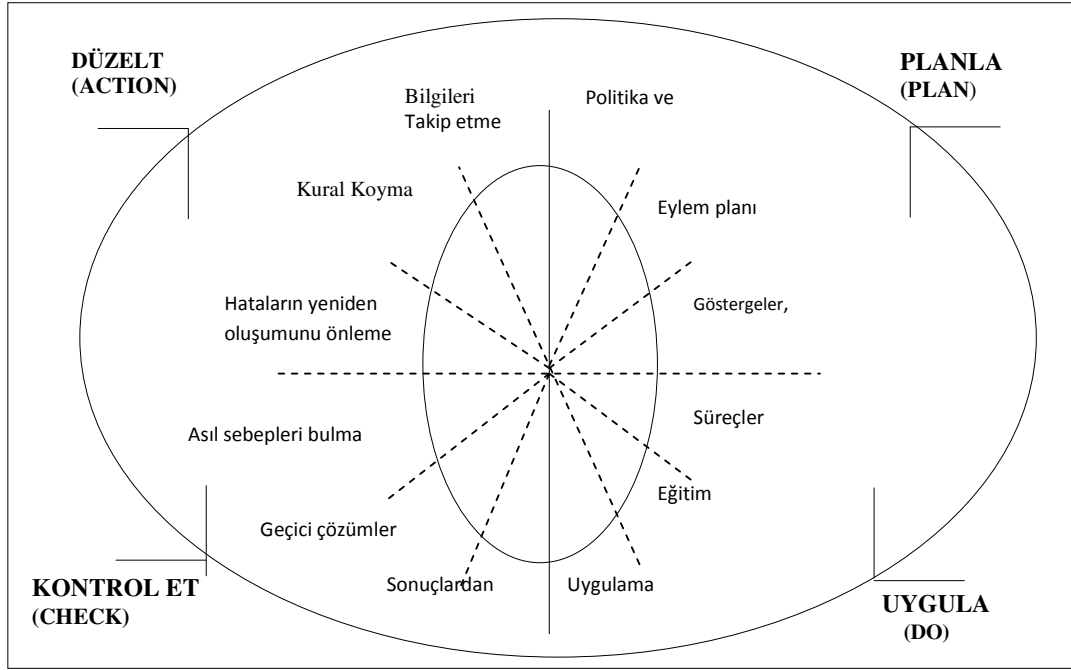 DÜZELT
(ACTION)
PLANLA
(PLAN)
Bilgileri
Takip etme
Politika ve
Kural Koyma
Eylem planı
Hataların yeniden
oluşumunu önleme
Göstergeler,
Asıl sebepleri bulma
Süreçler
Geçici çözümler
Eğitim
Sonuçlardan
Uygulama
KONTROL ET
(CHECK)
UYGULA
(DO)